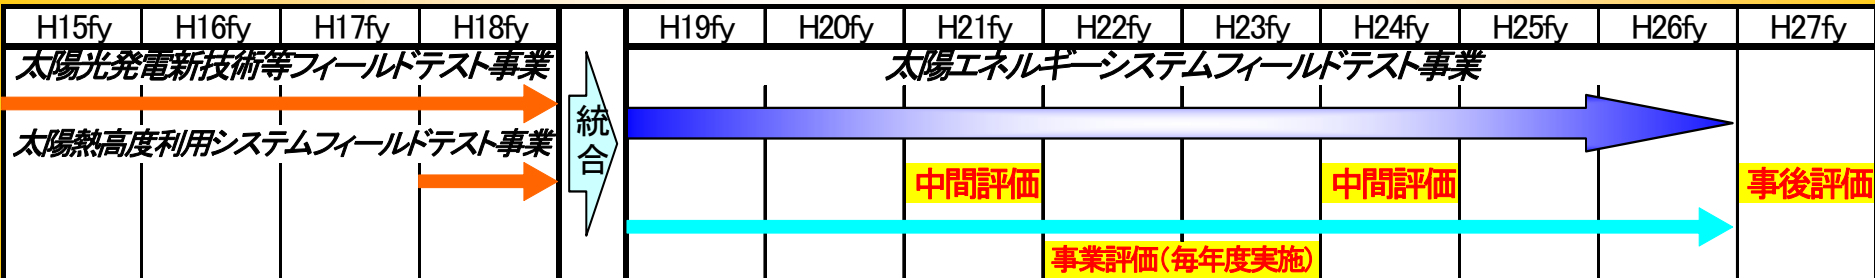 H15fy H16fy H17fy H18fy H19fy H20fy H21fy H22fy H23fy H24fy H25fy H26fy H27fy
太陽光発電新技術等フィールドテスト事業
太陽熱高度利用システムフィールドテスト事業
統合
太陽エネルギーシステムフィールドテスト事業
中間評価 中間評価 事後評価
事業評価(毎年度実施)